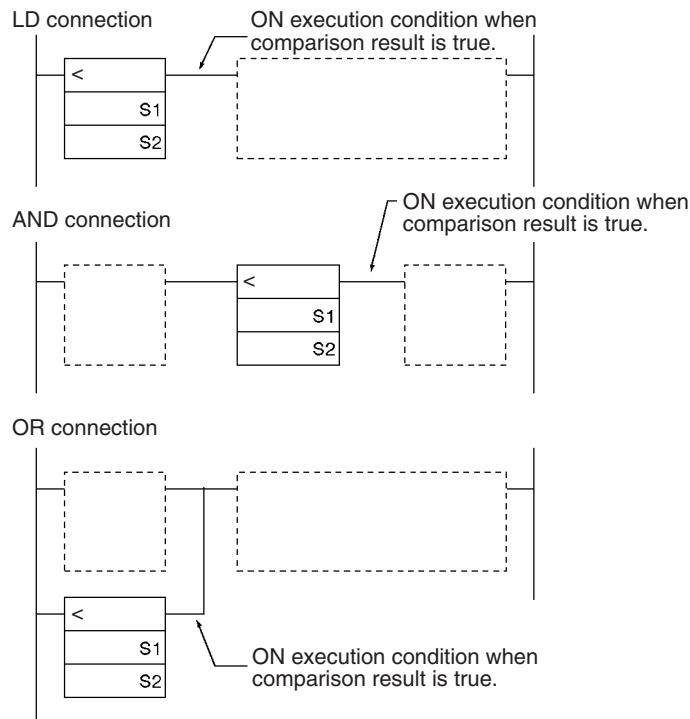 LD connection
ON execution condition when
comparison result is true.
<
S1
S2
AND connection
ON execution condition when
comparison result is true.
<
S1
S2
OR connection
<
S1
S2
ON execution condition when
comparison result is true.